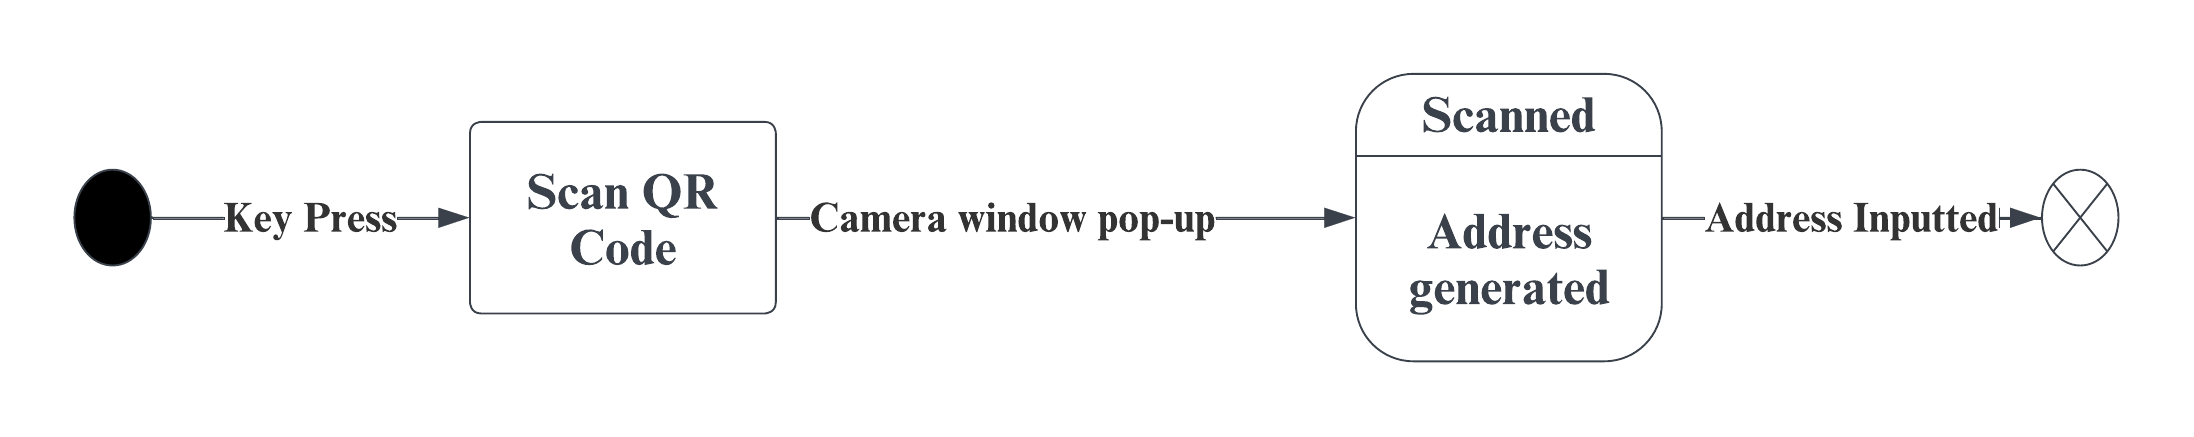 Key Press
Scan QR
Code
Camera window pop-up
Scanned
Address
generated
Address Inputted